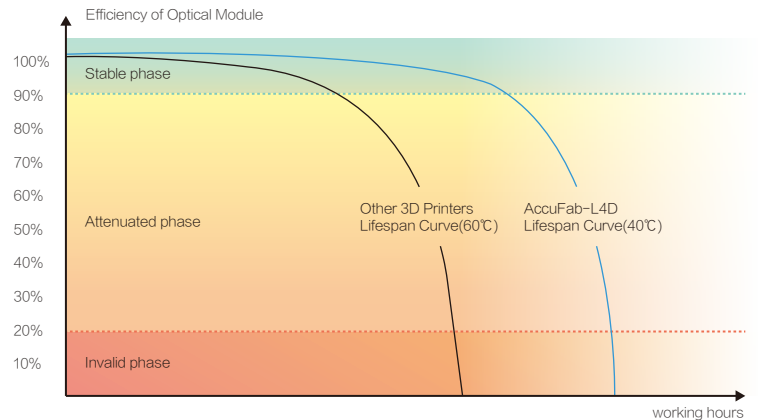 Efficiency of Optical Module
100%
Stable phase
90%
80%
70%
60%
Other 3D Printers
Lifespan Curve(60℃)
AccuFab-L4D
Lifespan Curve(40℃)
Attenuated phase
50%
40%
30%
20%
Invalid phase
10%
working hours